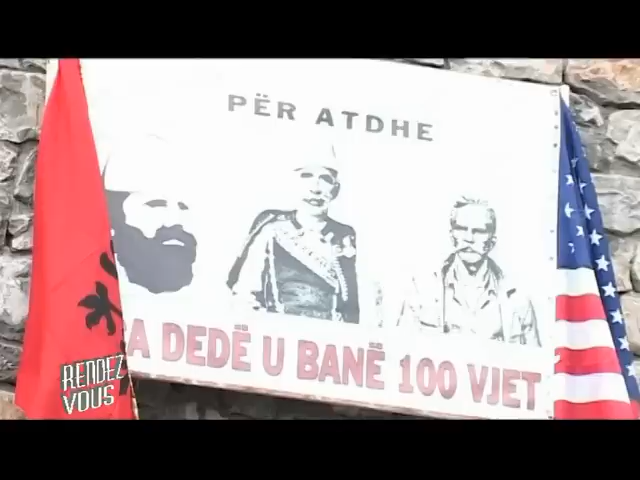 PËR ATDHE
DEDË U BANË 100 VJET
RENDEZ
VOUS